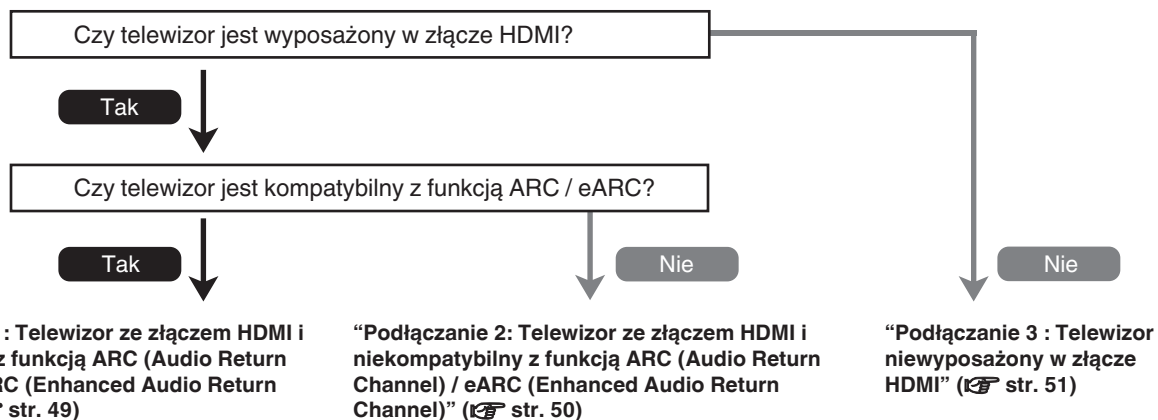 Czy telewizor jest wyposażony w złącze HDMI?
Tak
Czy telewizor jest kompatybilny z funkcją ARC / eARC?
Tak
Nie
Nie
: Telewizor ze złączem HDMI i
z funkcją ARC (Audio Return
RC (Enhanced Audio Return
str. 49)
“Podłączanie 2: Telewizor ze złączem HDMI i
niekompatybilny z funkcją ARC (Audio Return
Channel) / eARC (Enhanced Audio Return
Channel)” (☞ str. 50)
“Podłączanie 3 : Telewizor
niewyposażony w złącze
HDMI” (☞ str. 51)